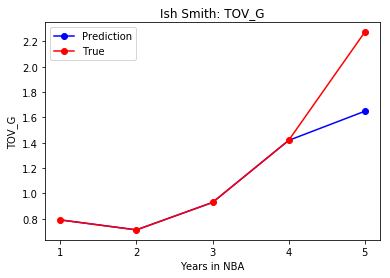 Ish Smith: TOV_G
Prediction
True
TOV_G
2.2
2.0
1.8
1.6
1.4
1.2
1.0
0.8
1 2 3 4 5
Years in NBA